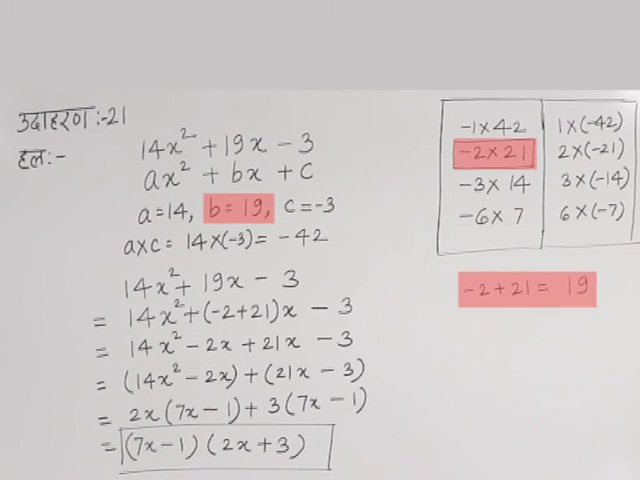 उदाहरण :-21
हल:-
14x² + 19x - 3
ax² + bx + c
a=14, b=19, c=-3
a×c = 14×(-3) = -42
14x² + 19x - 3
= 14x² + (-2+21)x - 3
= 14x² - 2x + 21x - 3
= (14x² - 2x) + (21x - 3)
= 2x(7x - 1) + 3(7x - 1)
= (7x-1)(2x+3)
-1×42 1×(-42)
-2×21 2×(-21)
-3×14 3×(-14)
-6×7 6×(-7)
-2+21 = 19